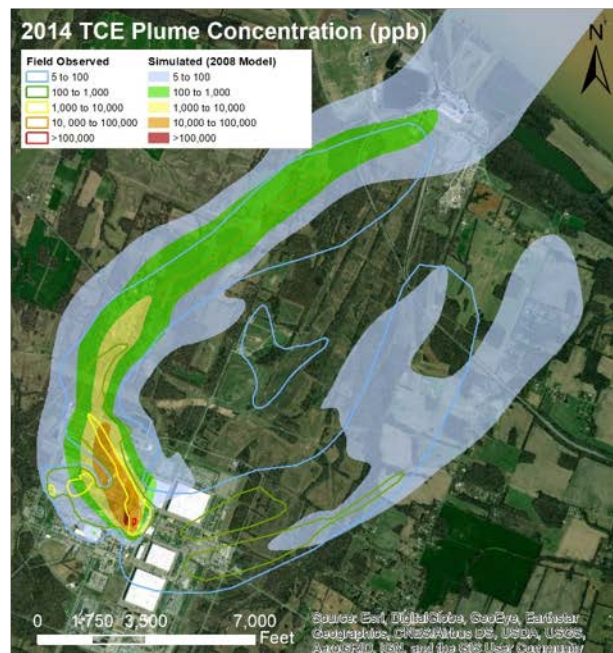 2014 TCE Plume Concentration (ppb)
N
Field Observed Simulated (2008 Model)
5 to 100 5 to 100
100 to 1,000 100 to 1,000
1,000 to 10,000 1,000 to 10,000
10, 000 to 100,000 10,000 to 100,000
>100,000 >100,000
0 1,750 3,500 7,000
Feet
Source: Esri, DigitalGlobe, GeoEye, Earthstar
Geographics, CNES/Airbus DS, USDA, USGS,
AeroGRID, IGN, and the GIS User Community